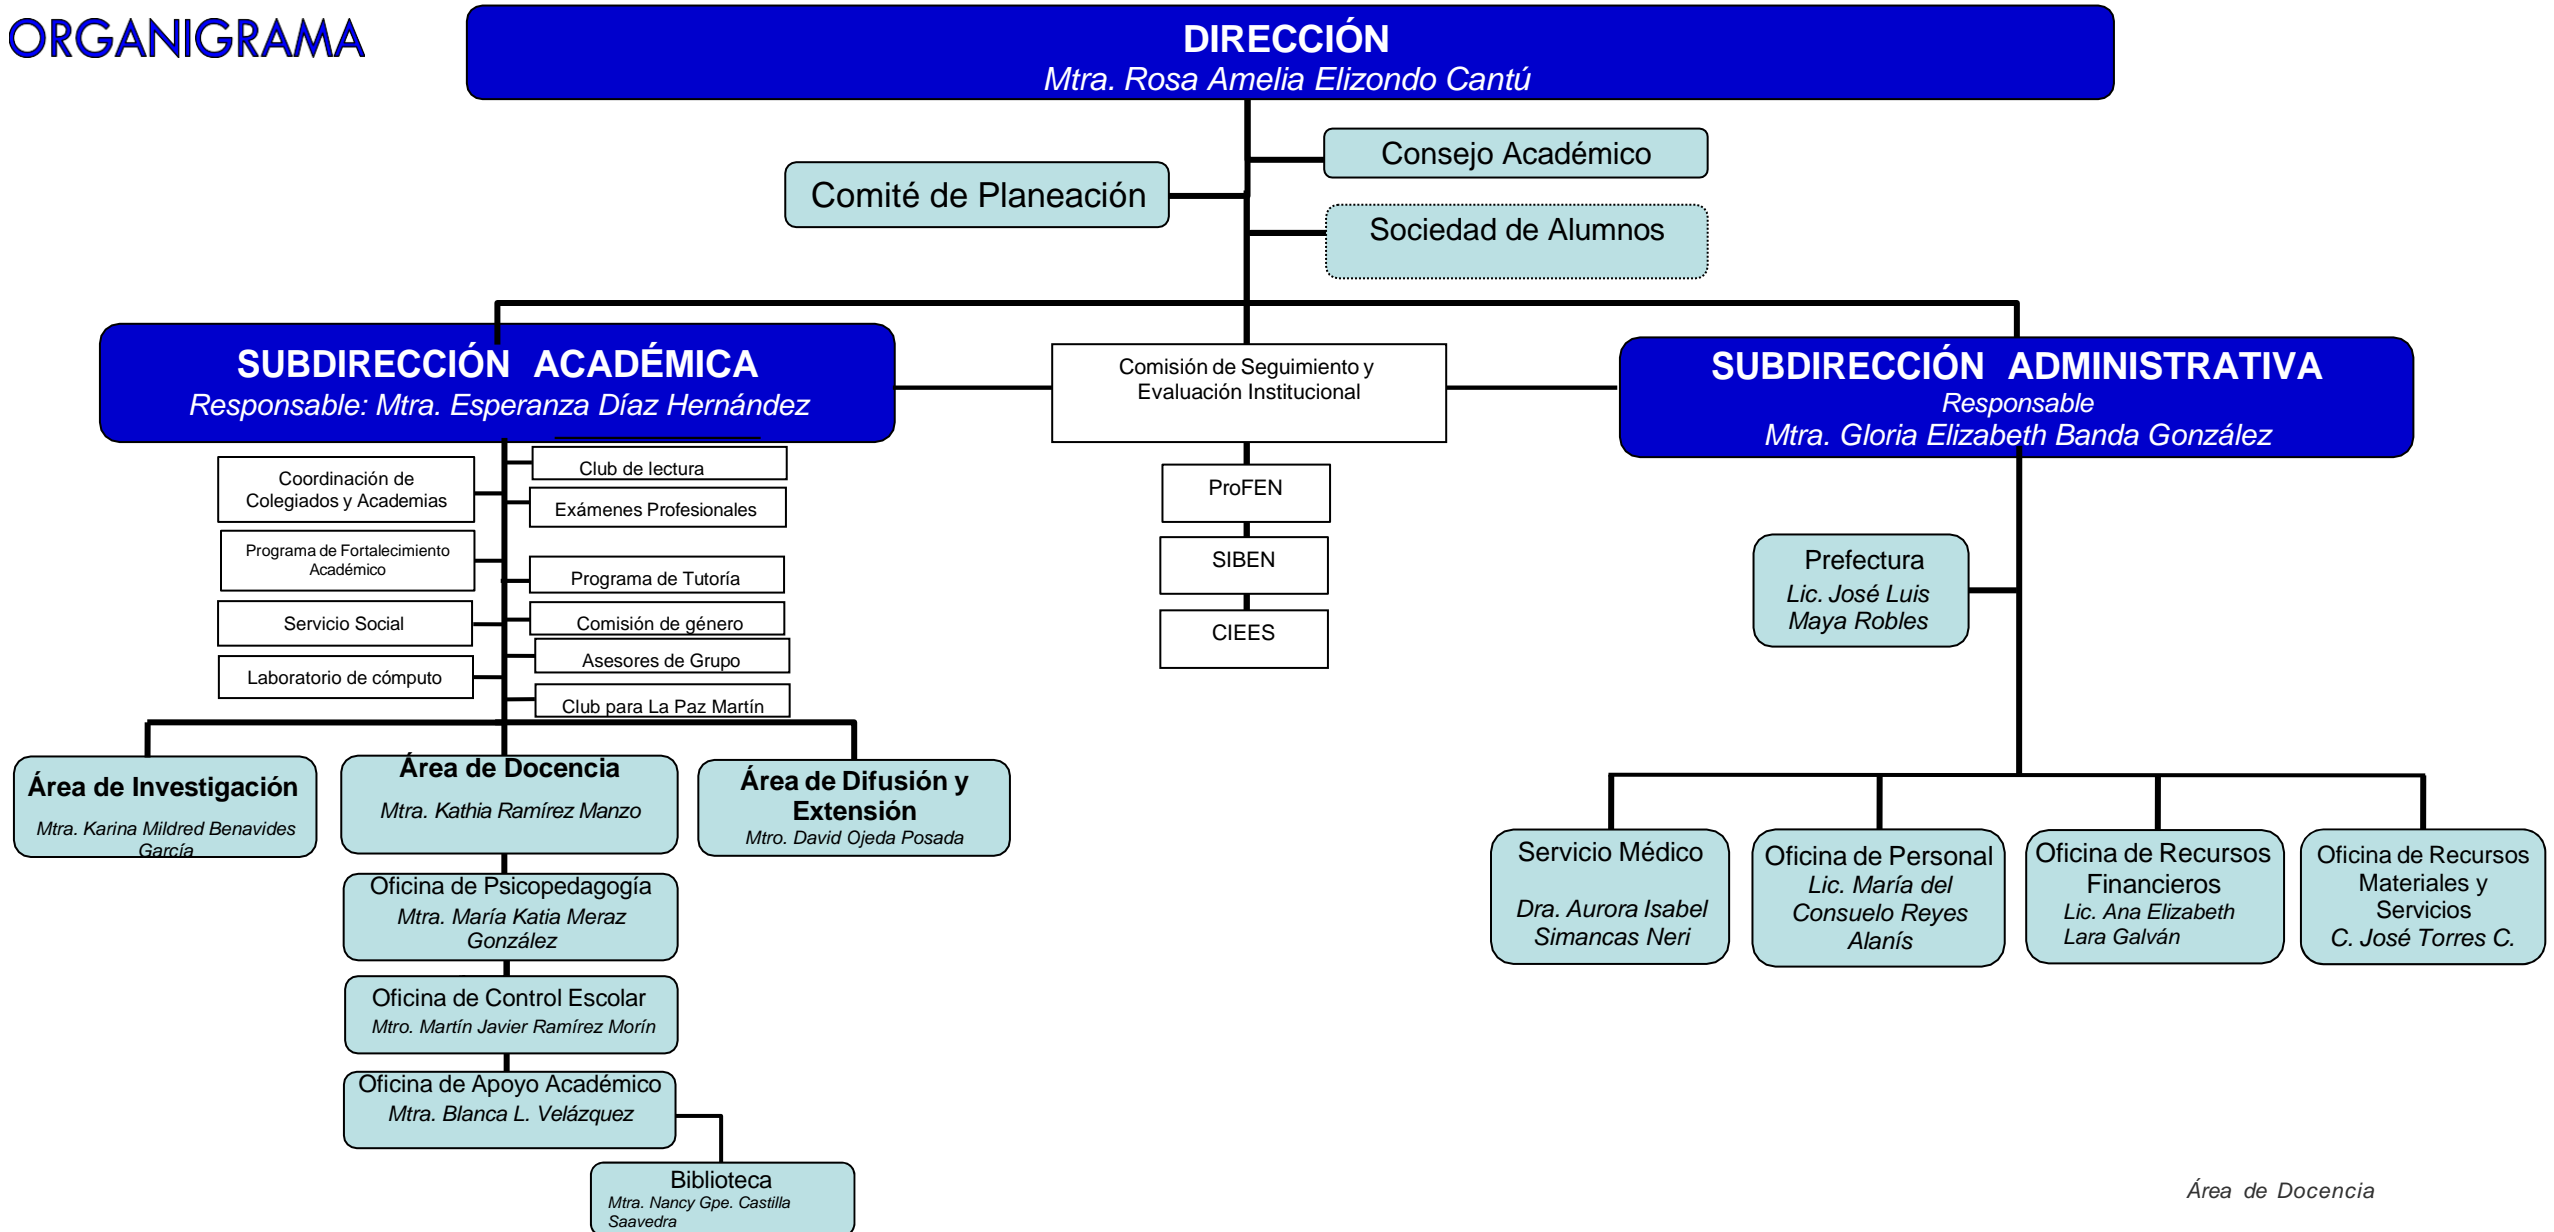 ORGANIGRAMA
DIRECCIÓN
Mtra. Rosa Amelia Elizondo Cantú
Consejo Académico
Comité de Planeación
Sociedad de Alumnos
SUBDIRECCIÓN ACADÉMICA
Responsable: Mtra. Esperanza Díaz Hernández
Comisión de Seguimiento y
Evaluación Institucional
SUBDIRECCIÓN ADMINISTRATIVA
Responsable
Mtra. Gloria Elizabeth Banda González
Coordinación de
Colegiados y Academias
Programa de Fortalecimiento
Académico
Servicio Social
Laboratorio de cómputo
Club de lectura
Exámenes Profesionales
Programa de Tutoría
Comisión de género
Asesores de Grupo
Club para La Paz Martín
ProFEN
SIBEN
CIEES
Prefectura
Lic. José Luis
Maya Robles
Área de Investigación
Mtra. Karina Mildred Benavides
García
Área de Docencia
Mtra. Kathia Ramírez Manzo
Área de Difusión y
Extensión
Mtro. David Ojeda Posada
Oficina de Psicopedagogía
Mtra. María Katia Meraz
González
Oficina de Control Escolar
Mtro. Martín Javier Ramírez Morín
Oficina de Apoyo Académico
Mtra. Blanca L. Velázquez
Biblioteca
Mtra. Nancy Gpe. Castilla
Saavedra
Servicio Médico
Dra. Aurora Isabel
Simancas Neri
Oficina de Personal
Lic. María del
Consuelo Reyes
Alanís
Oficina de Recursos
Financieros
Lic. Ana Elizabeth
Lara Galván
Oficina de Recursos
Materiales y
Servicios
C. José Torres C.
Área de Docencia